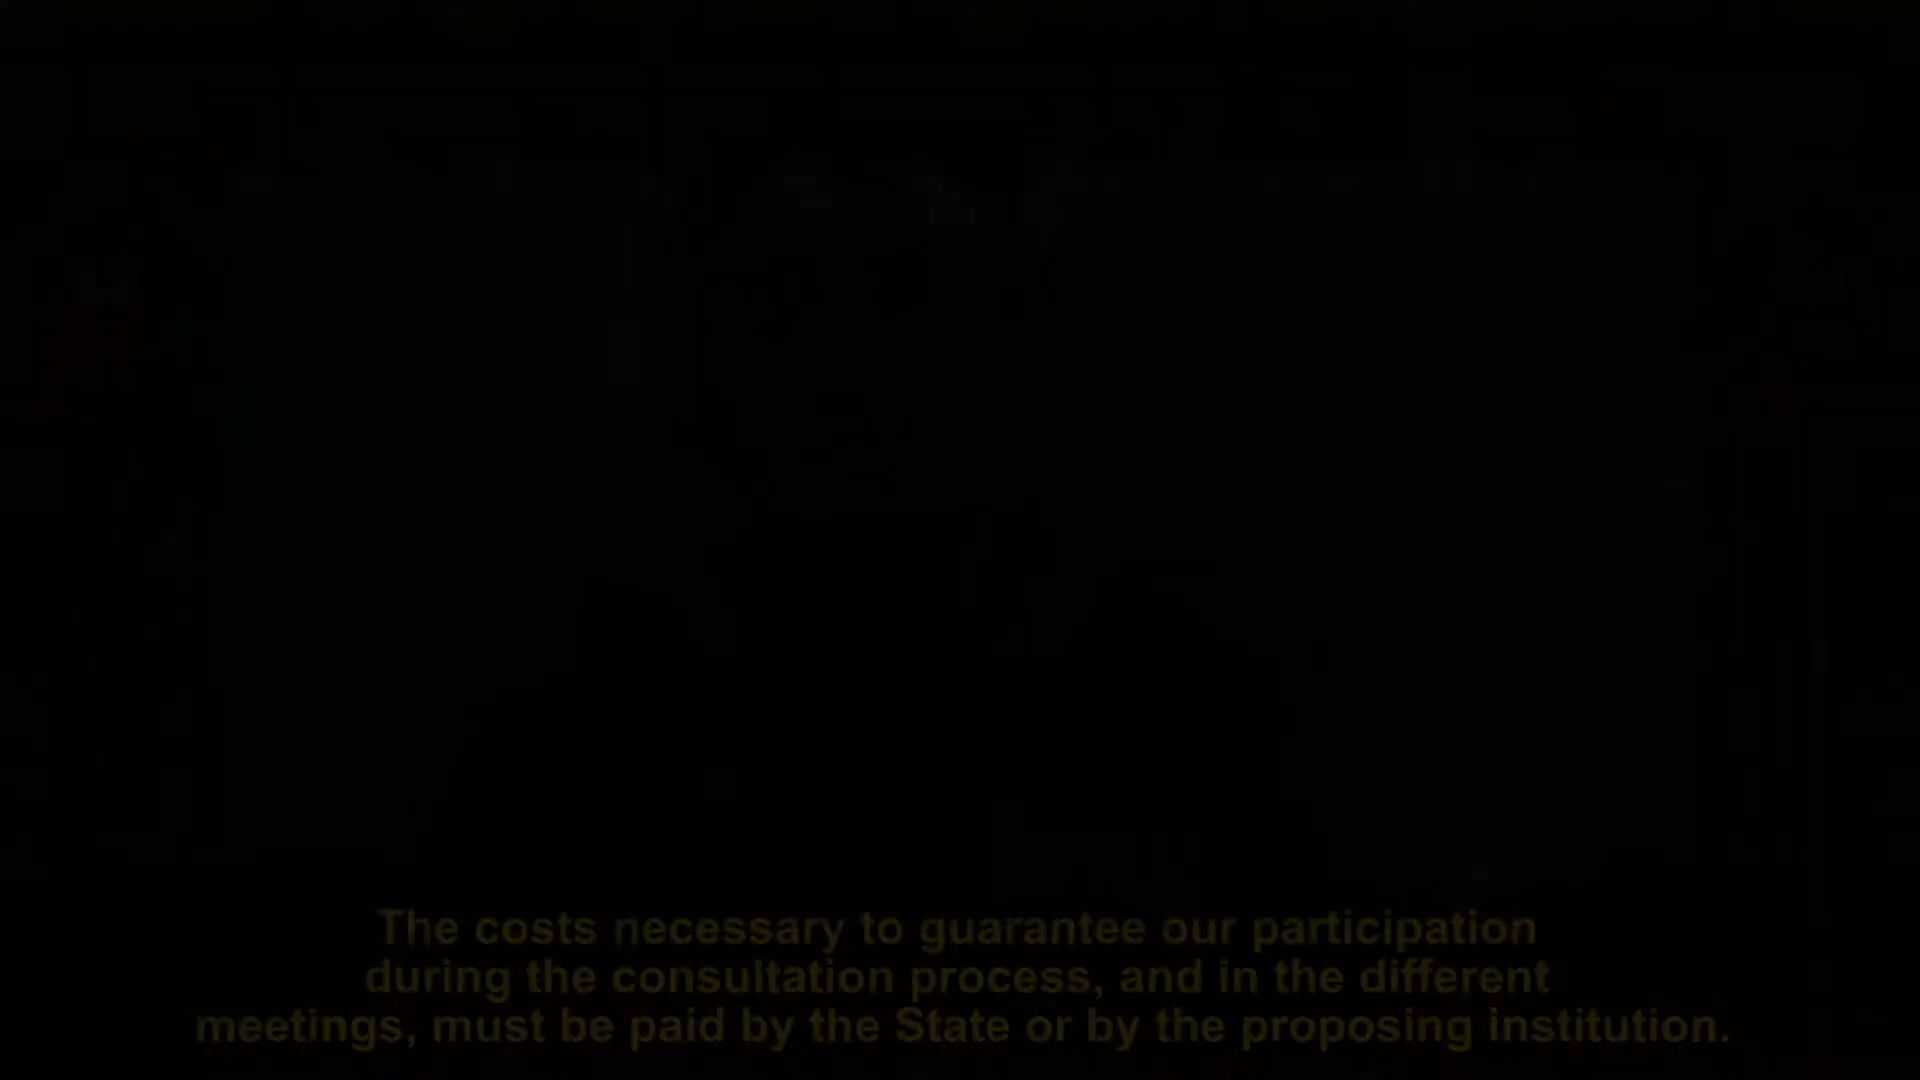 The costs necessary to guarantee our participation
during the consultation process, and in the different
meetings, must be paid by the State or by the proposing institution.